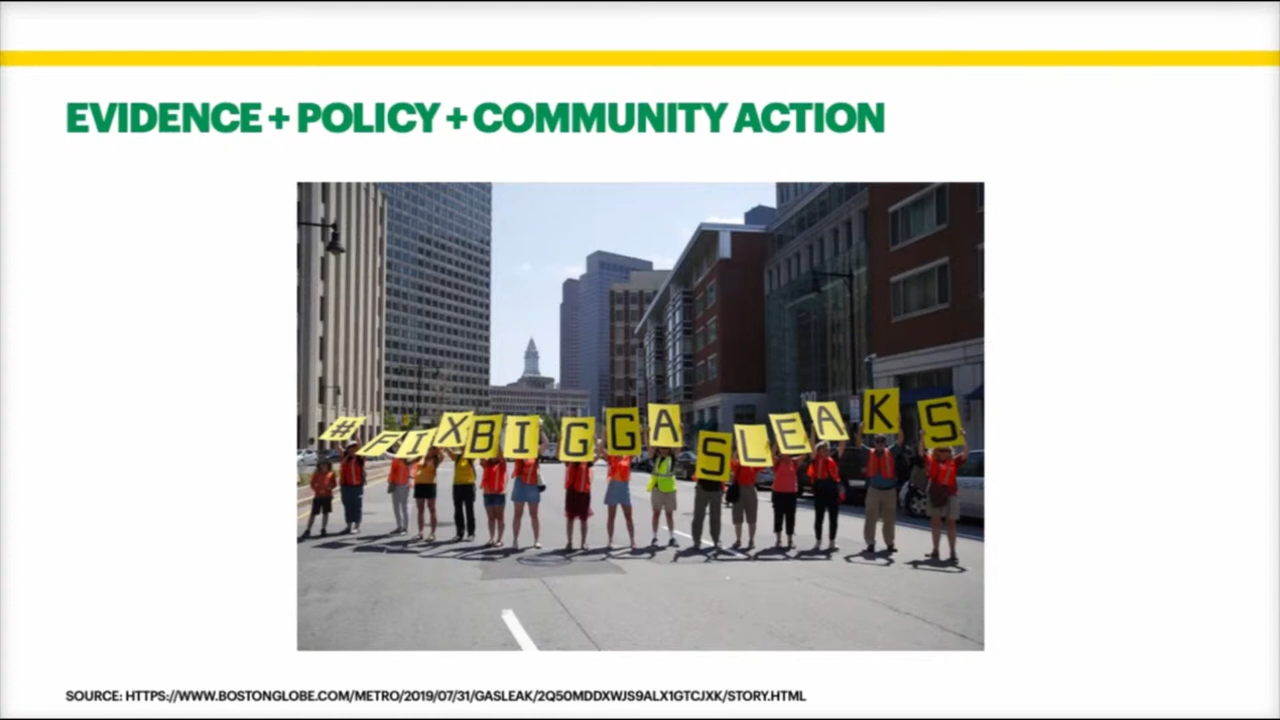 EVIDENCE + POLICY + COMMUNITY ACTION
#FIXBIGGASLEAKS
SOURCE: HTTPS://WWW.BOSTONGLOBE.COM/METRO/2019/07/31/GASLEAK/2Q50MDDXWJS9ALX1GTCJXK/STORY.HTML